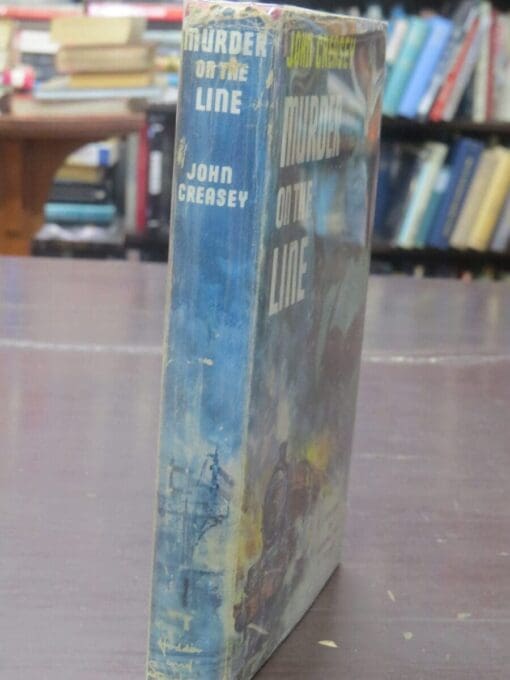 MURDER
ON THE
LINE
JOHN
CREASEY
JOHN CREASEY
MURDER
ON THE
LINE